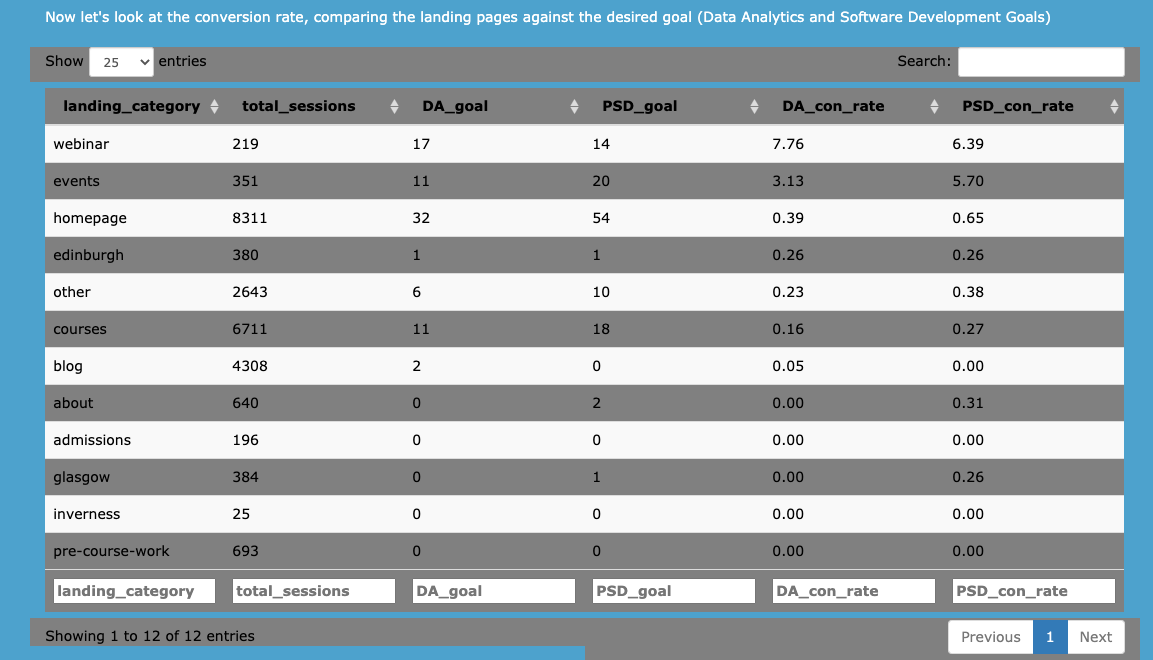 Now let's look at the conversion rate, comparing the landing pages against the desired goal (Data Analytics and Software Development Goals)
Show 25 entries Search:
landing_category total_sessions DA_goal PSD_goal DA_con_rate PSD_con_rate
webinar 219 17 14 7.76 6.39
events 351 11 20 3.13 5.70
homepage 8311 32 54 0.39 0.65
edinburgh 380 1 1 0.26 0.26
other 2643 6 10 0.23 0.38
courses 6711 11 18 0.16 0.27
blog 4308 2 0 0.05 0.00
about 640 0 2 0.00 0.31
admissions 196 0 0 0.00 0.00
glasgow 384 0 1 0.00 0.26
inverness 25 0 0 0.00 0.00
pre-course-work 693 0 0 0.00 0.00
landing_category total_sessions DA_goal PSD_goal DA_con_rate PSD_con_rate
Showing 1 to 12 of 12 entries Previous 1 Next